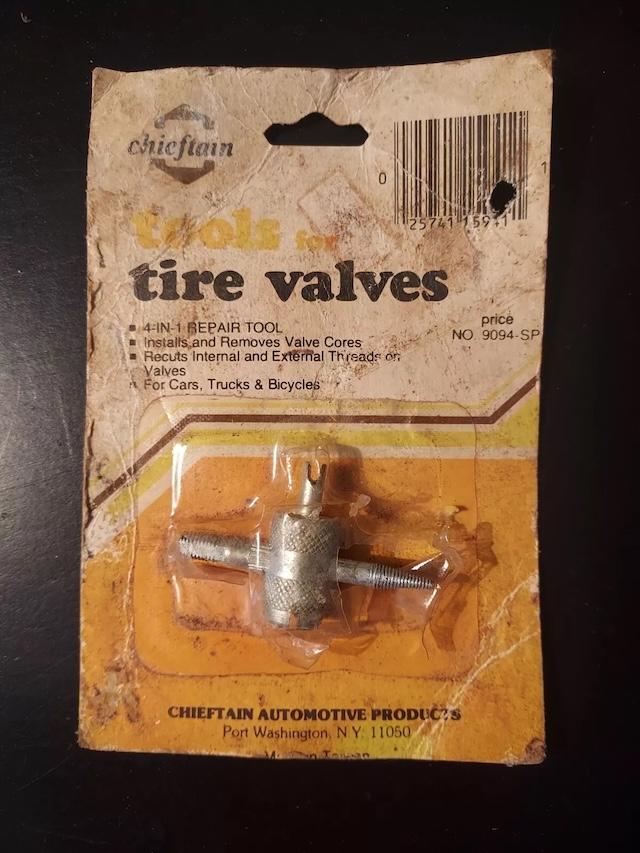 chieftain
0
1
25741 159
tools for
tire valves
■ 4-IN-1 REPAIR TOOL
■ Installs and Removes Valve Cores
■ Recuts Internal and External Threads on
Valves
■ For Cars, Trucks & Bicycles
price
NO. 9094-SP
CHIEFTAIN AUTOMOTIVE PRODUCTS
Port Washington, N.Y. 11050
Taiwan